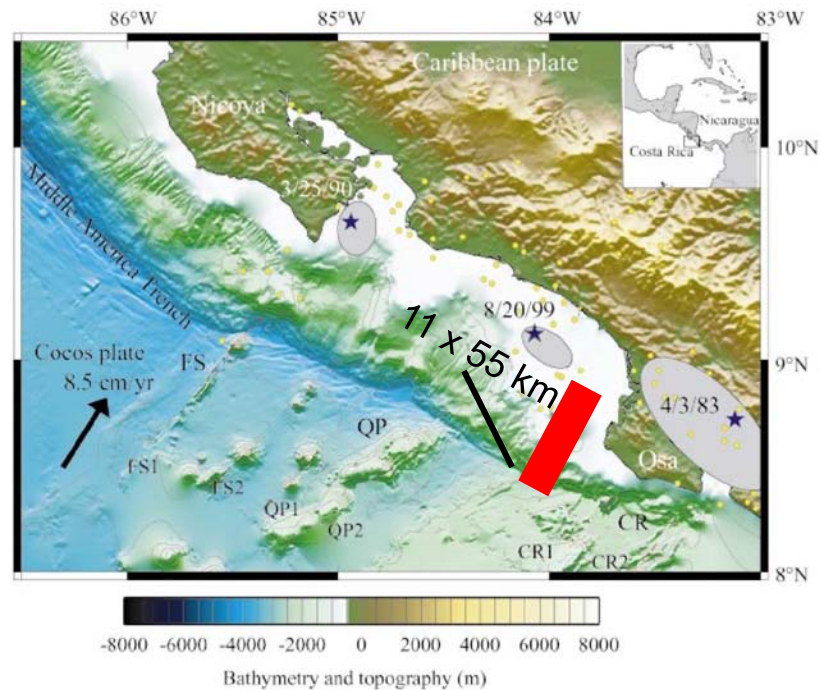 86°W 85°W 84°W 83°W
Caribbean plate
Nicoya
Nicaragua
Costa Rica
10°N
3/25/90
Middle America Trench
8/20/99
11 x 55 km
9°N
Cocos plate
8.5 cm/yr
FS
4/3/83
QP
Osa
FS1
FS2
QP1
QP2
CR
CR1
CR2
8°N
-8000 -6000 -4000 -2000 0 2000 4000 6000 8000
Bathymetry and topography (m)